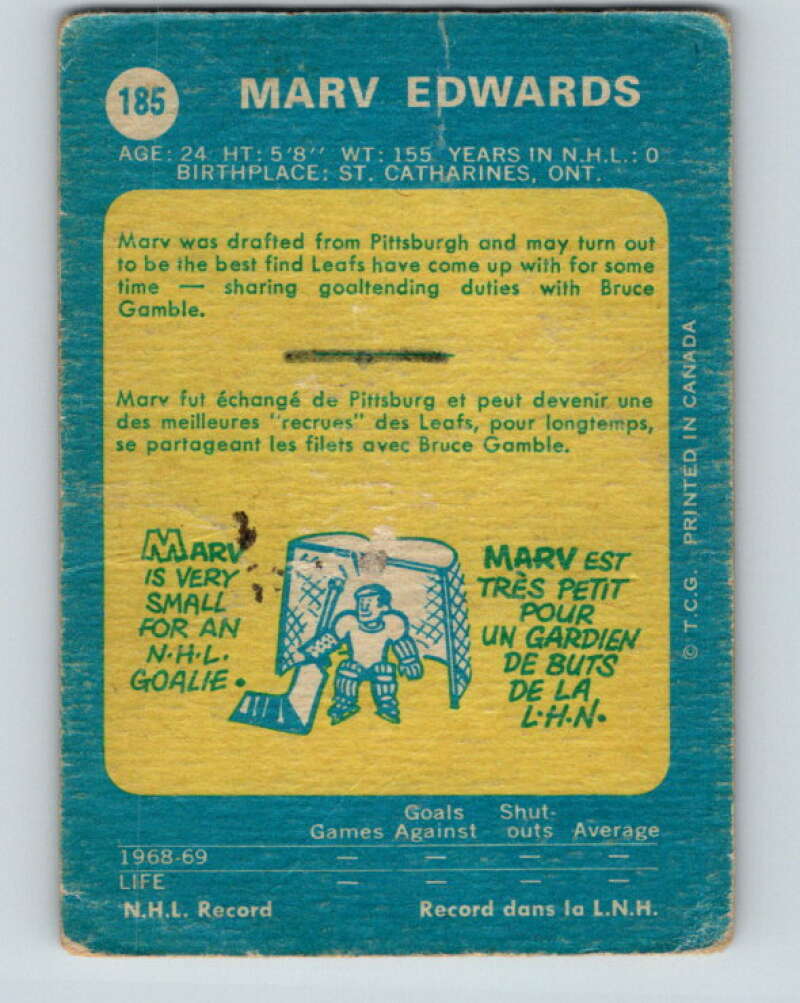 185
MARV EDWARDS
AGE: 24 HT: 5'8" WT: 155 YEARS IN N.H.L.: 0
BIRTHPLACE: ST. CATHARINES, ONT.
Marv was drafted from Pittsburgh and may turn out
to be the best find Leafs have come up with for some
time — sharing goaltending duties with Bruce
Gamble.
Marv fut échangé de Pittsburg et peut devenir une
des meilleures "recrues" des Leafs, pour longtemps,
se partageant les filets avec Bruce Gamble.
MARV
IS VERY
SMALL
FOR AN
N.H.L.
GOALIE.
MARV EST
TRÈS PETIT
POUR
UN GARDIEN
DE BUTS
DE LA
L.H.N.
© T.C.G. PRINTED IN CANADA
Games Goals Against Shut-outs Average
1968-69 — — — —
LIFE — — — —
N.H.L. Record Record dans la L.N.H.